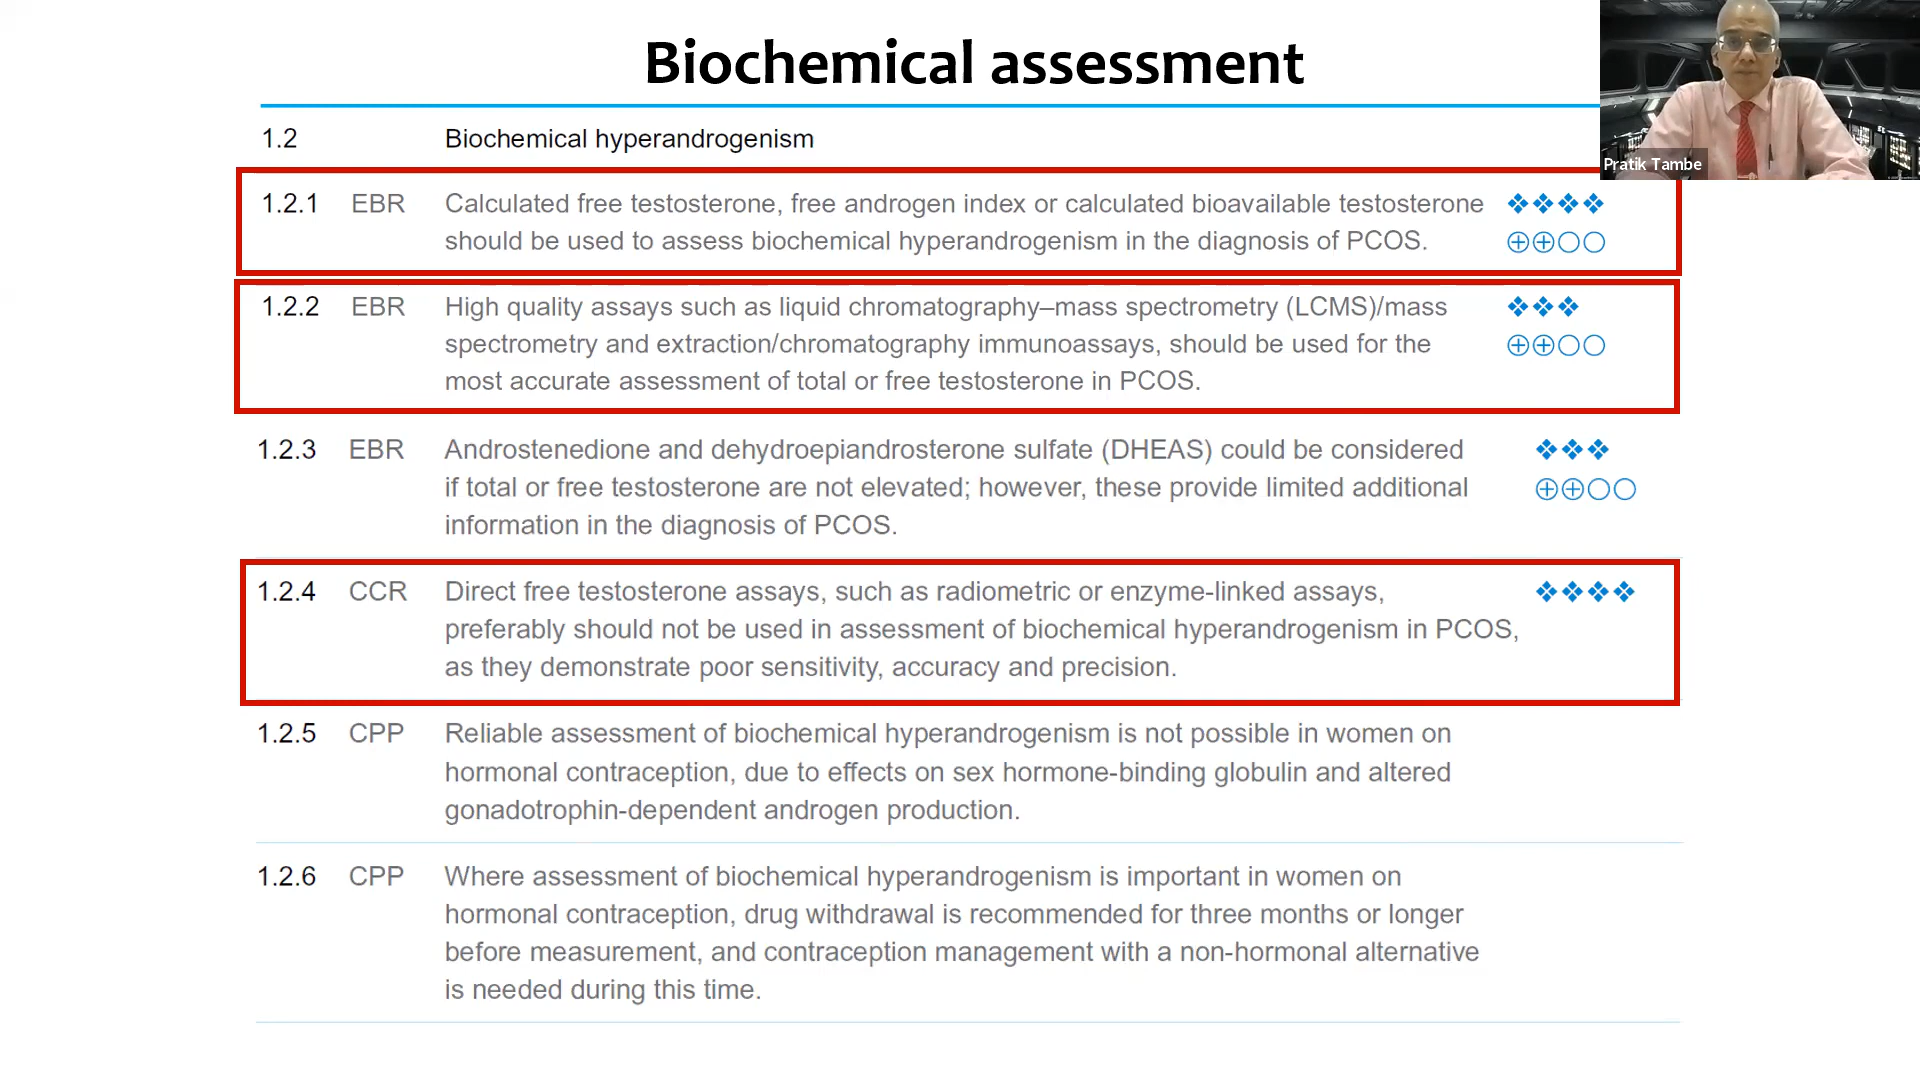 Biochemical assessment
Pratik Tambe
1.2 Biochemical hyperandrogenism
1.2.1 EBR Calculated free testosterone, free androgen index or calculated bioavailable testosterone ❖❖❖❖
should be used to assess biochemical hyperandrogenism in the diagnosis of PCOS. ⊕⊕○○
1.2.2 EBR High quality assays such as liquid chromatography–mass spectrometry (LCMS)/mass ❖❖❖
spectrometry and extraction/chromatography immunoassays, should be used for the ⊕⊕○○
most accurate assessment of total or free testosterone in PCOS.
1.2.3 EBR Androstenedione and dehydroepiandrosterone sulfate (DHEAS) could be considered ❖❖❖
if total or free testosterone are not elevated; however, these provide limited additional ⊕⊕○○
information in the diagnosis of PCOS.
1.2.4 CCR Direct free testosterone assays, such as radiometric or enzyme-linked assays, ❖❖❖❖
preferably should not be used in assessment of biochemical hyperandrogenism in PCOS,
as they demonstrate poor sensitivity, accuracy and precision.
1.2.5 CPP Reliable assessment of biochemical hyperandrogenism is not possible in women on
hormonal contraception, due to effects on sex hormone-binding globulin and altered
gonadotrophin-dependent androgen production.
1.2.6 CPP Where assessment of biochemical hyperandrogenism is important in women on
hormonal contraception, drug withdrawal is recommended for three months or longer
before measurement, and contraception management with a non-hormonal alternative
is needed during this time.